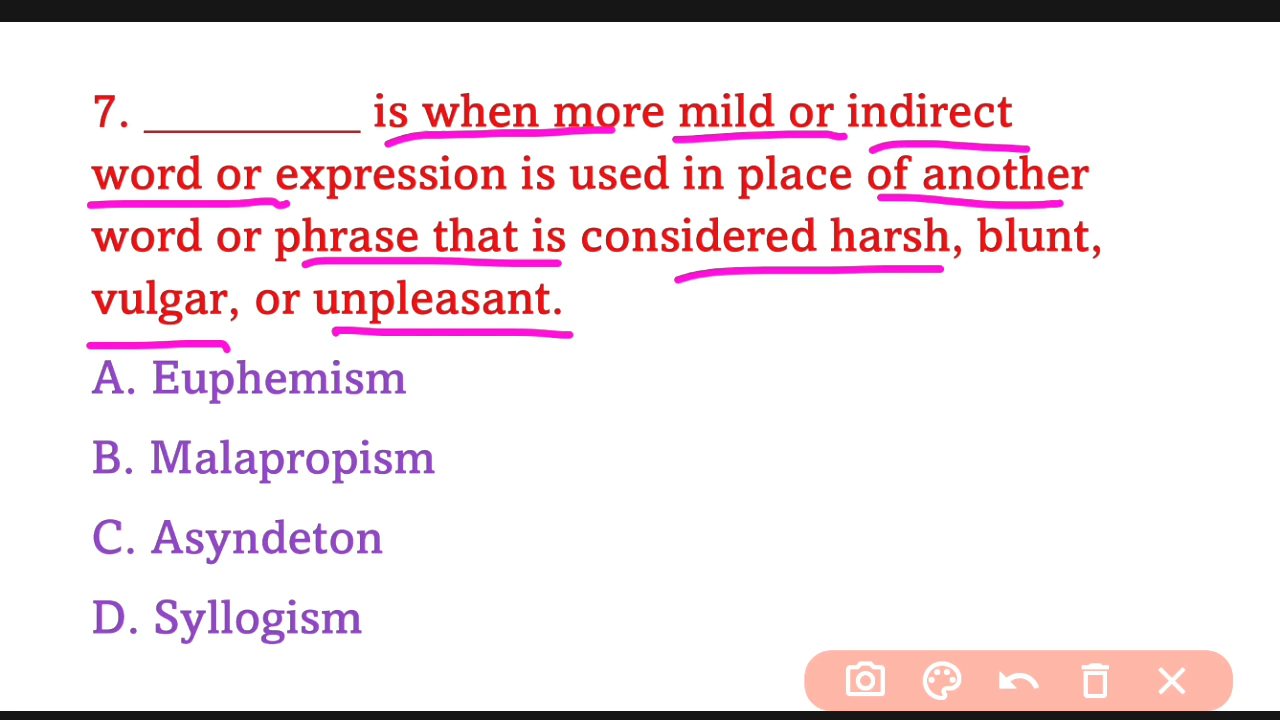 7. __________ is when more mild or indirect
word or expression is used in place of another
word or phrase that is considered harsh, blunt,
vulgar, or unpleasant.
A. Euphemism
B. Malapropism
C. Asyndeton
D. Syllogism